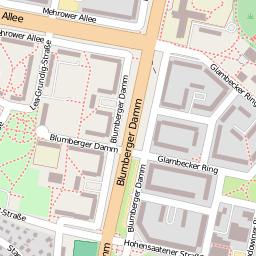 Allee
Mehrower Allee
Mehrower Allee
Lea-Grundig-Straße
Blumberger Damm
Blumberger Damm
Glambecker Ring
Blumberger Damm
Glambecker Ring
Blumberger
-Straße
Hohensaatener Straße
mm